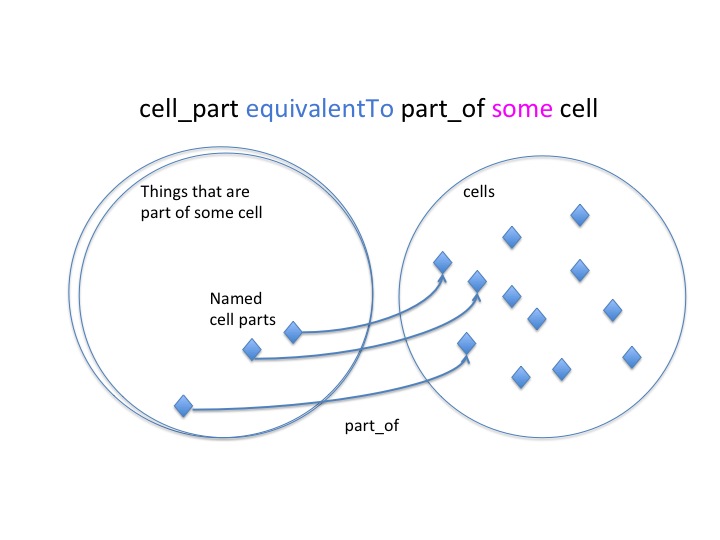 cell_part equivalentTo part_of some cell
Things that are
part of some cell
cells
Named
cell parts
part_of